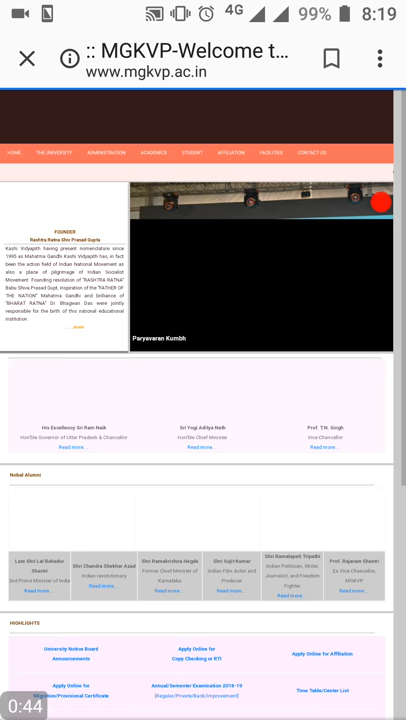 4G 99% 8:19
:: MGKVP-Welcome t...
www.mgkvp.ac.in
HOME THE UNIVERSITY ADMINISTRATION ACADEMICS STUDENT AFFILIATION FACILITIES CONTACT US
FOUNDER
Rashtra Ratna Shiv Prasad Gupta
Kashi Vidyapith having present nomenclature since
1995 as Mahatma Gandhi Kashi Vidyapith has, in fact
been the action field of Indian National Movement as
also a place of pilgrimage of Indian Socialist
Movement. Founding resolution of "RASHTRA RATNA"
Babu Shiva Prasad Gupt, inspiration of the "FATHER OF
THE NATION" Mahatma Gandhi and brilliance of
"BHARAT RATNA" Dr. Bhagwan Das were jointly
responsible for the birth of this national educational
institution.
Paryavaran Kumbh
His Excellency Sri Ram Naik
Hon'ble Governor of Uttar Pradesh & Chancellor
Read more...
Sri Yogi Aditya Nath
Hon'ble Chief Minister
Read more...
Prof. T.N. Singh
Vice Chancellor
Read more...
Nobal Alumni
Late Shri Lal Bahadur
Shastri
2nd Prime Minister of India
Read more...
Shri Chandra Shekhar Azad
Indian revolutionary
Read more...
Shri Ramakrishna Hegde
Former Chief Minister of
Karnataka
Read more...
Shri Sujit Kumar
Indian Film Actor and
Producer
Read more...
Shri Kamalapati Tripathi
Indian Politician, Writer,
Journalist, and Freedom
Fighter
Read more...
Prof. Rajaram Shastri
Ex Vice Chancellor,
MGKVP
Read more...
HIGHLIGHTS
University Notice Board
Announcements
Apply Online for
Copy Checking or RTI
Apply Online for Affiliation
Apply Online for
Migration/Provisional Certificate
Annual/Semester Examination 2018-19
[Regular/Private/Back/Improvement]
Time Table/Center List
0:44